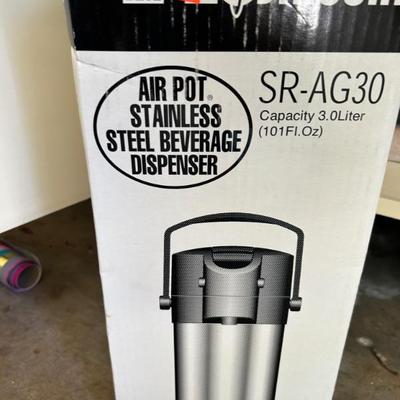 AIR POT®
STAINLESS
STEEL BEVERAGE
DISPENSER
SR-AG30
Capacity 3.0Liter
(101Fl.Oz)